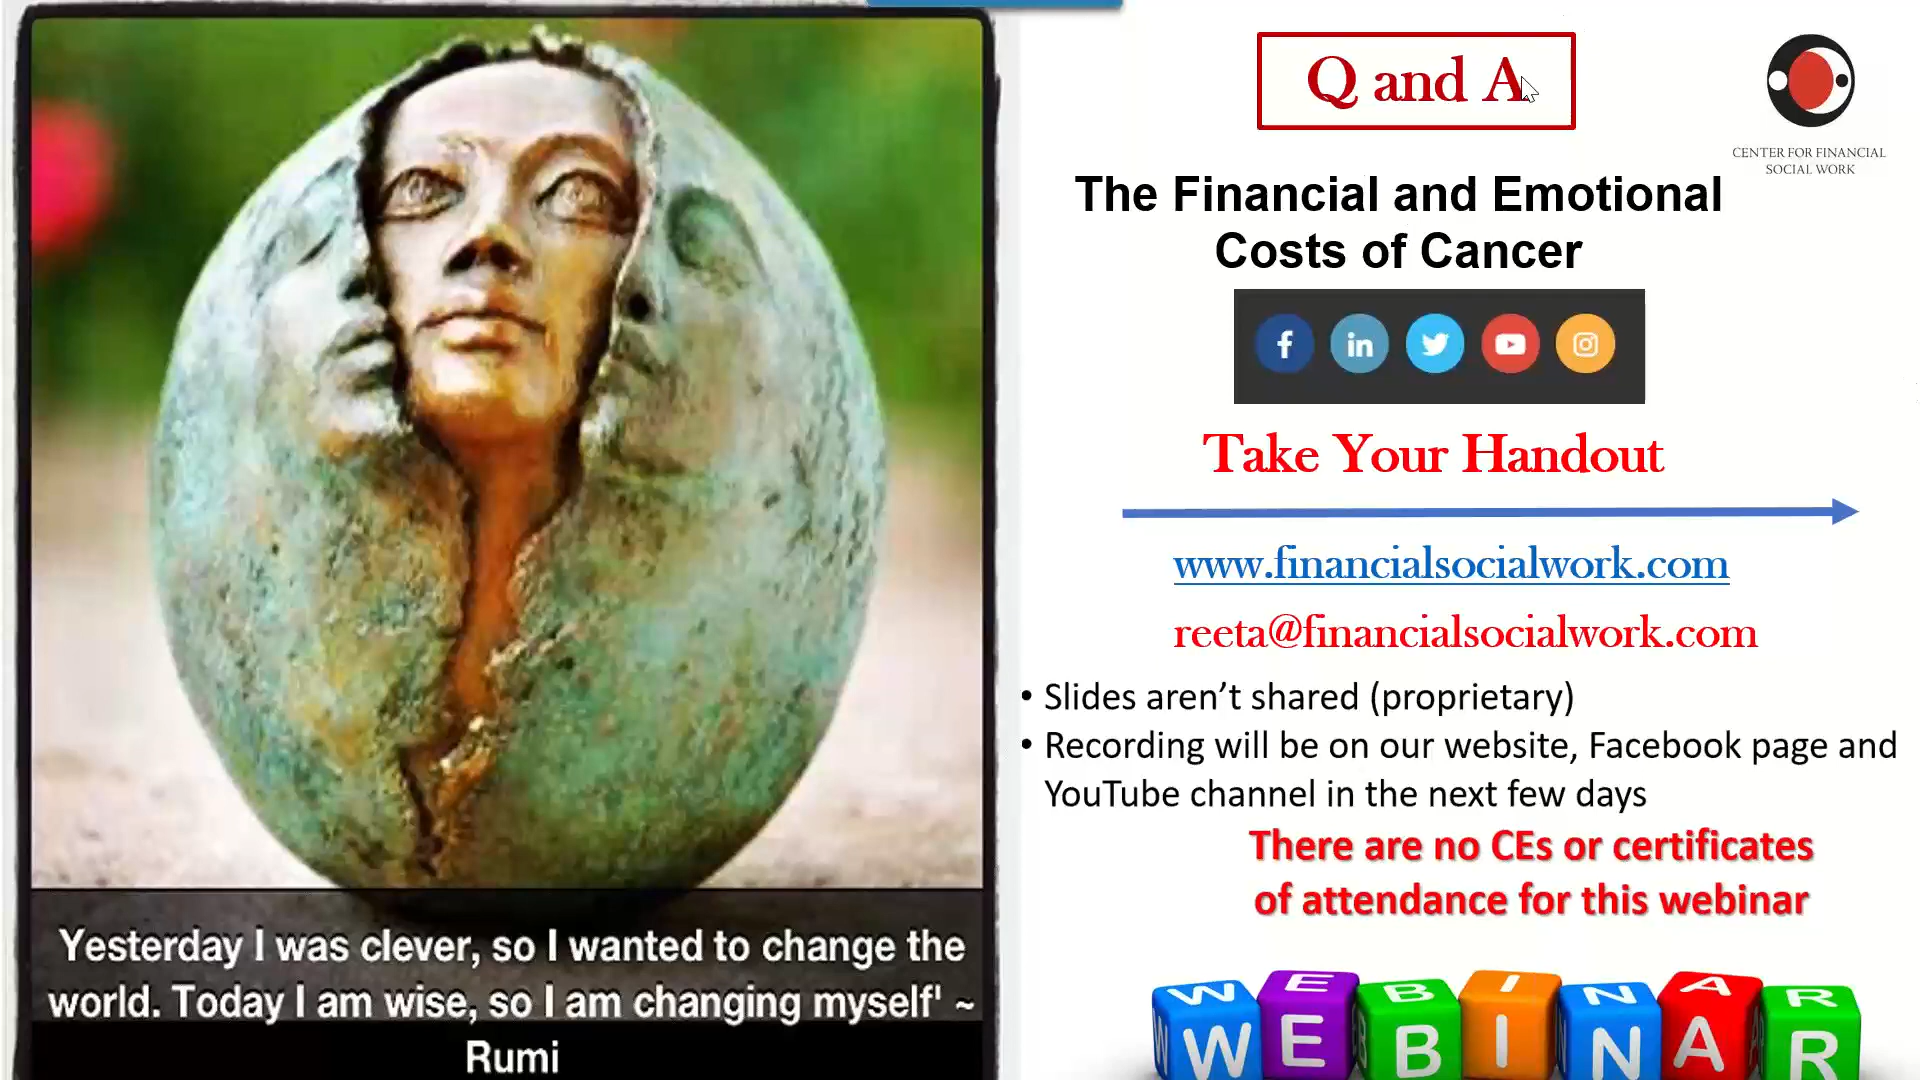 Q and A
CENTER FOR FINANCIAL
SOCIAL WORK
The Financial and Emotional
Costs of Cancer
f in
Take Your Handout
www.financialsocialwork.com
reeta@financialsocialwork.com
• Slides aren’t shared (proprietary)
• Recording will be on our website, Facebook page and
YouTube channel in the next few days
There are no CEs or certificates
of attendance for this webinar
WEBINAR
WEBINAR
Yesterday I was clever, so I wanted to change the
world. Today I am wise, so I am changing myself' ~
Rumi